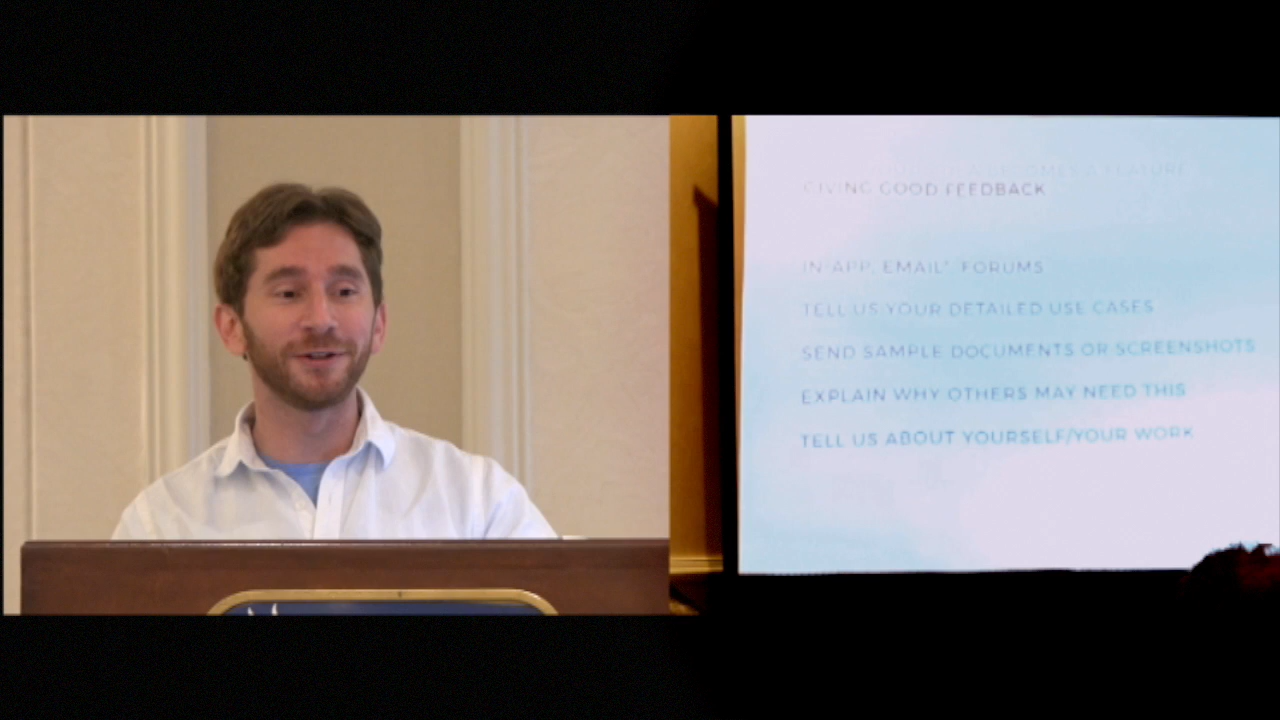 GIVING GOOD FEEDBACK
IN-APP, EMAIL*, FORUMS
TELL US YOUR DETAILED USE CASES
SEND SAMPLE DOCUMENTS OR SCREENSHOTS
EXPLAIN WHY OTHERS MAY NEED THIS
TELL US ABOUT YOURSELF/YOUR WORK